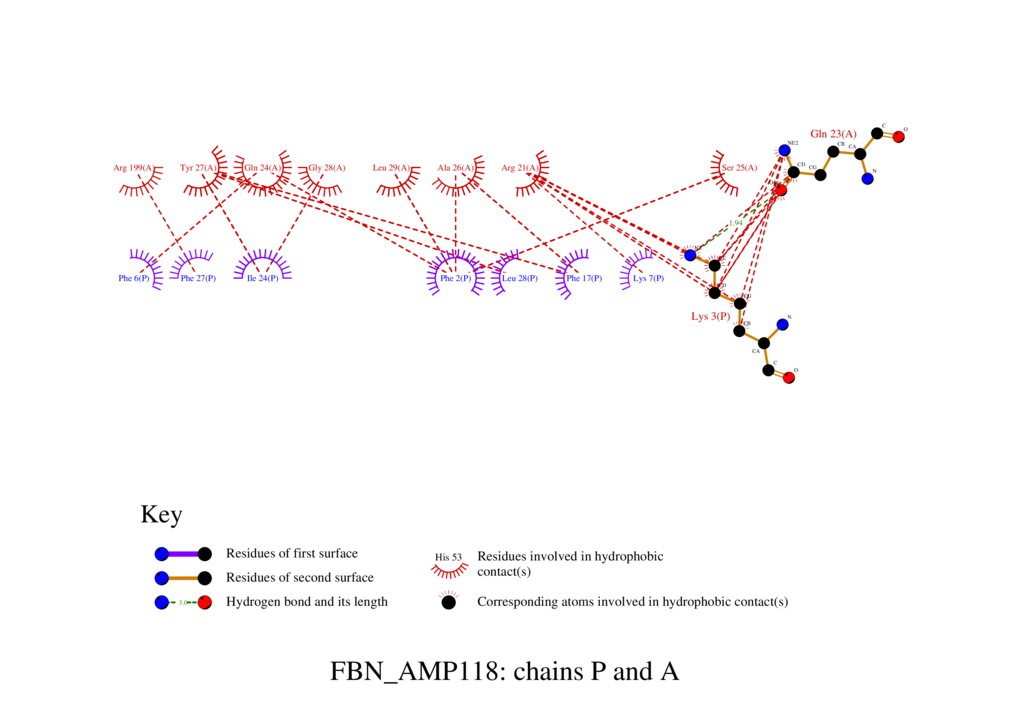 Gln 23(A)
C
O
CB
CA
N
NE2
CD
CG
Arg 199(A)
Tyr 27(A)
Gln 24(A)
Gly 28(A)
Leu 29(A)
Ala 26(A)
Arg 21(A)
Ser 25(A)
1.94
Phe 6(P)
Phe 27(P)
Ile 24(P)
Phe 2(P)
Leu 28(P)
Phe 17(P)
Lys 7(P)
Lys 3(P)
CB
N
CA
C
O
Key
Residues of first surface
Residues of second surface
Hydrogen bond and its length
3.0
His 53
Residues involved in hydrophobic
contact(s)
Corresponding atoms involved in hydrophobic contact(s)
FBN_AMP118: chains P and A